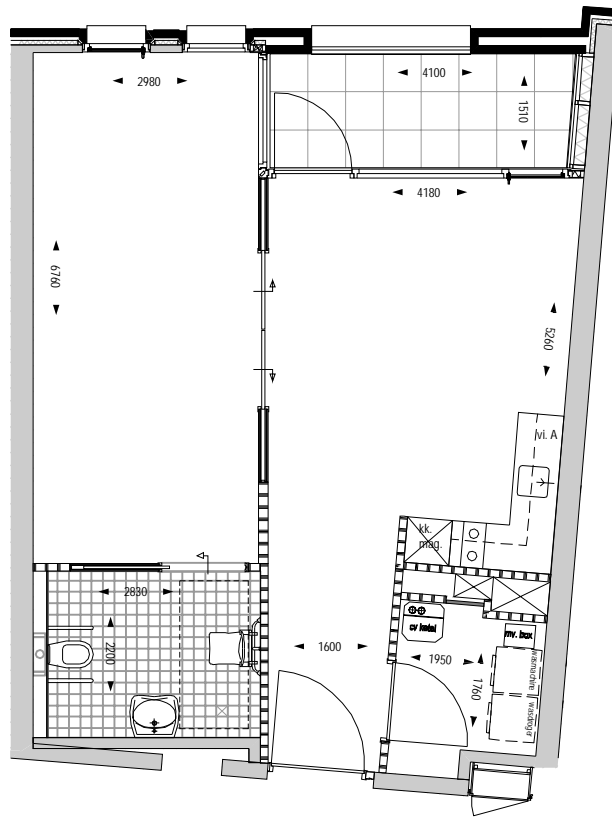 2980
4100
1510
4180
6760
5260
vl. A
kk.
mag.
2830
2200
1600
cv ketel
1950
1760
mv. box
wasmachine
wasdroger